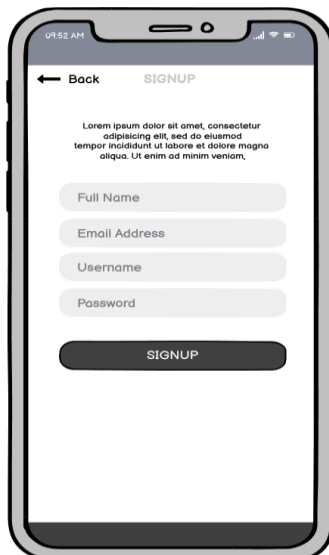 09:52 AM
Back
SIGNUP
Lorem ipsum dolor sit amet, consectetur
adipisicing elit, sed do eiusmod
tempor incididunt ut labore et dolore magna
aliqua. Ut enim ad minim veniam,
Full Name
Email Address
Username
Password
SIGNUP